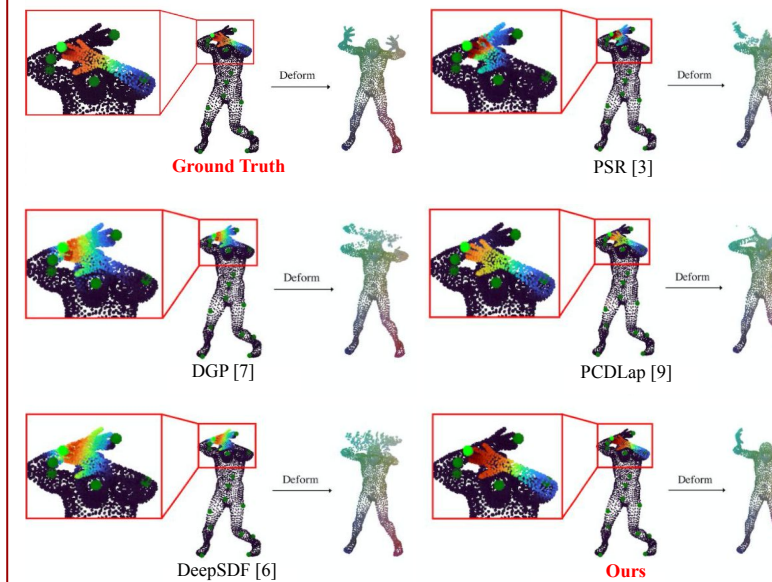 Deform
Deform
Ground Truth
PSR [3]
Deform
Deform
DGP [7]
PCDLap [9]
Deform
Deform
DeepSDF [6]
Ours